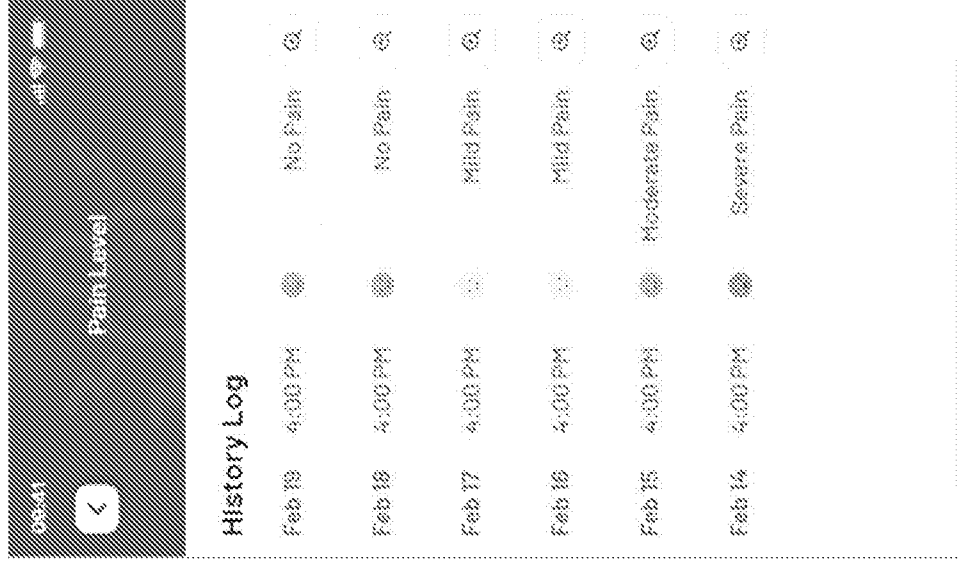 09:41
Pain Level
History Log
Feb 19 4:00 PM No Pain
Feb 18 4:00 PM No Pain
Feb 17 4:00 PM Mild Pain
Feb 16 4:00 PM Mild Pain
Feb 15 4:00 PM Moderate Pain
Feb 14 4:00 PM Severe Pain